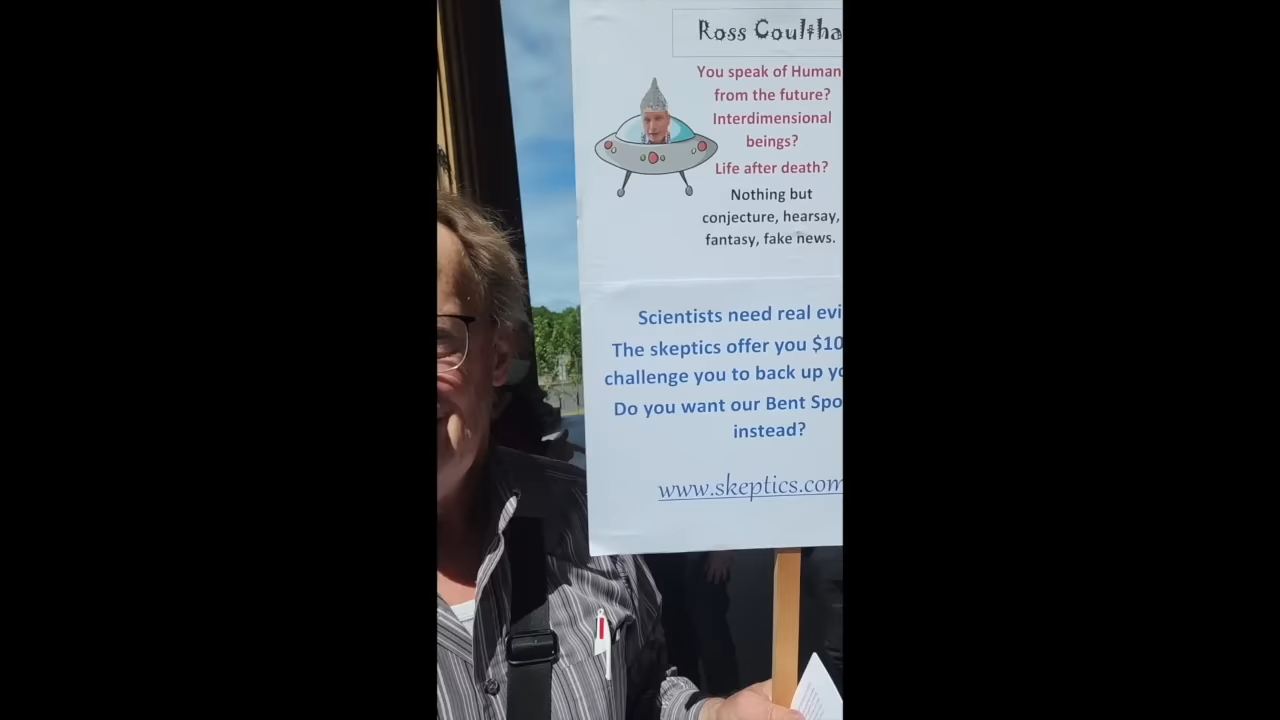 Ross Coultha
You speak of Human
from the future?
Interdimensional
beings?
Life after death?
Nothing but
conjecture, hearsay,
fantasy, fake news.
Scientists need real evi
The skeptics offer you $10
challenge you to back up yo
Do you want our Bent Spo
instead?
www.skeptics.com